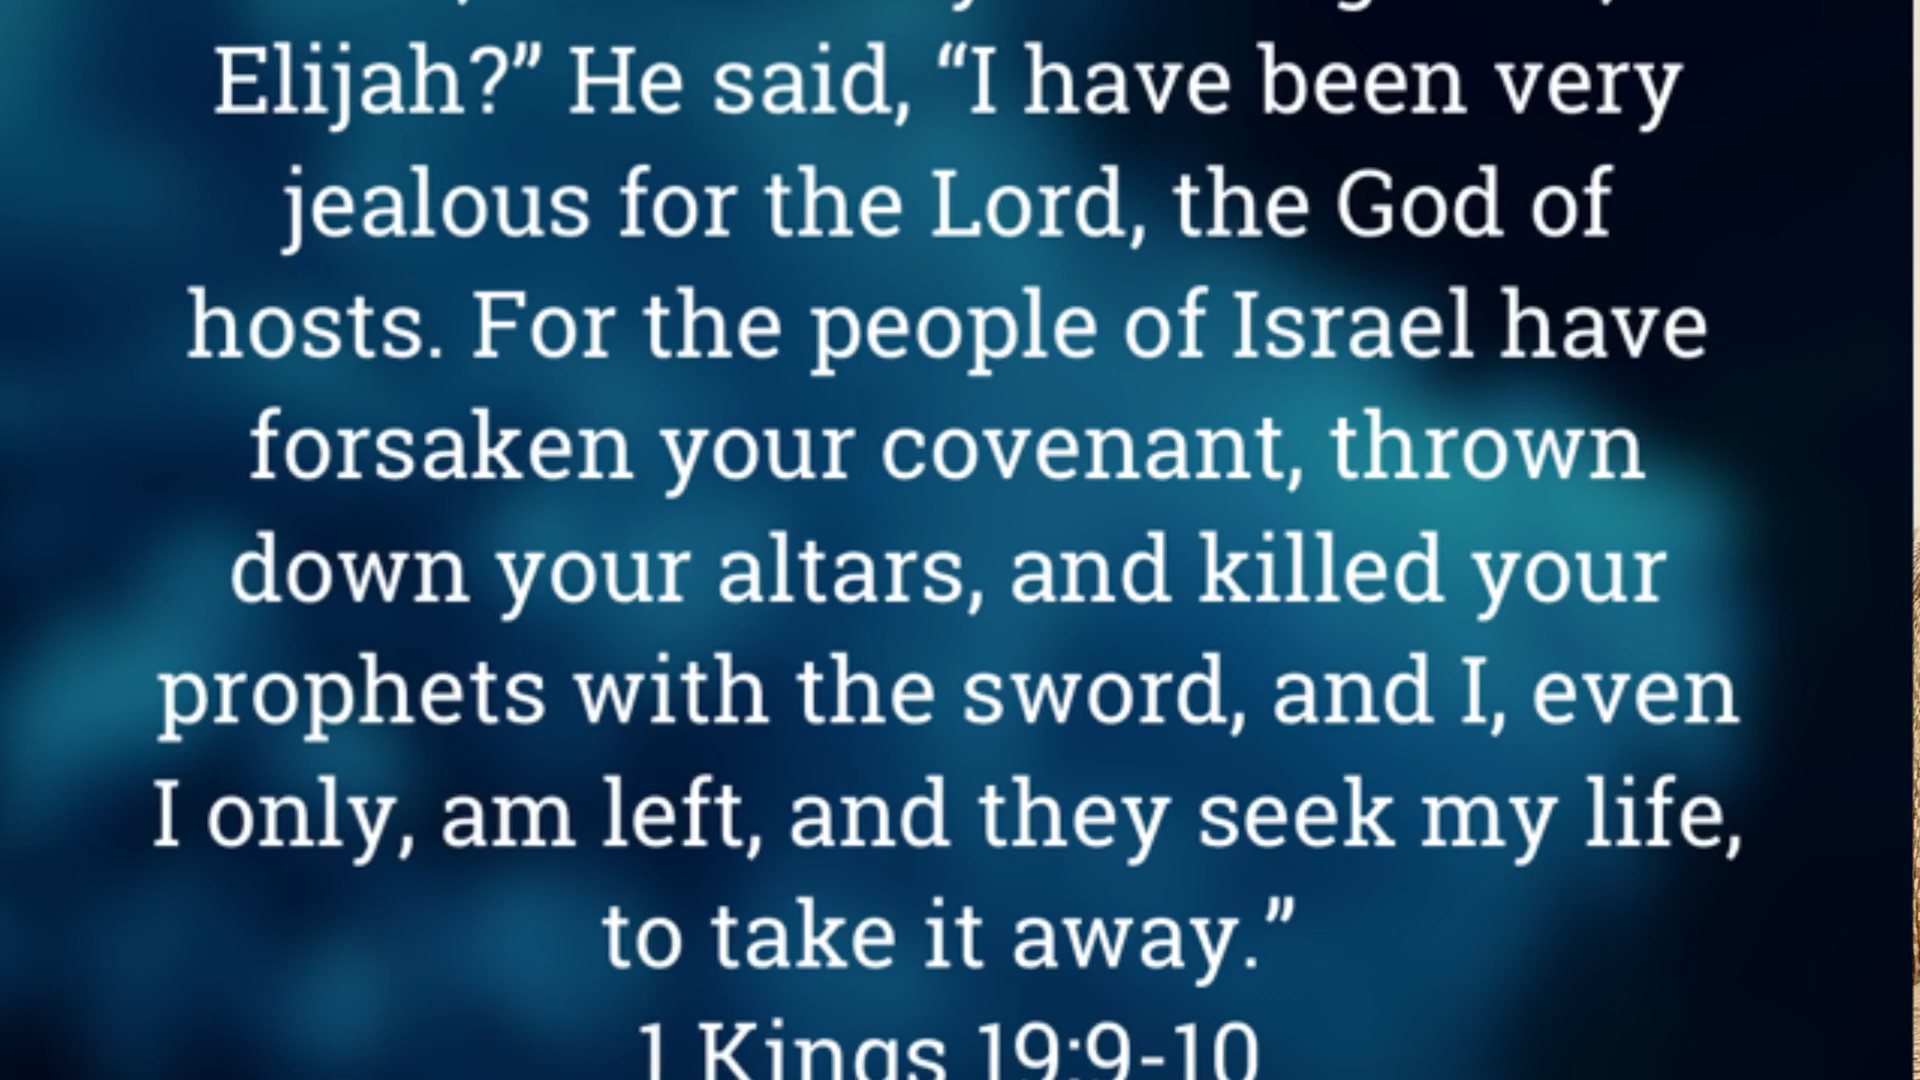 Elijah?” He said, “I have been very
jealous for the Lord, the God of
hosts. For the people of Israel have
forsaken your covenant, thrown
down your altars, and killed your
prophets with the sword, and I, even
I only, am left, and they seek my life,
to take it away.”
1 Kings 19:9-10